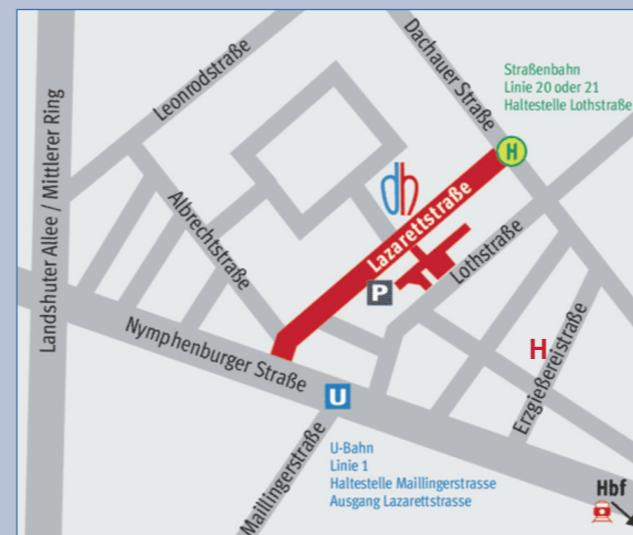 Dachauer Straße
Leonrodstraße
Straßenbahn
Linie 20 oder 21
Haltestelle Lothstraße
Landshuter Allee / Mittlerer Ring
H
dh
Albrechtstraße
Lazarettstraße
Lothstraße
P
Nymphenburger Straße
H
Erzgießereistraße
U
Maillingerstraße
U-Bahn
Linie 1
Haltestelle Maillingerstrasse
Ausgang Lazarettstrasse
Hbf